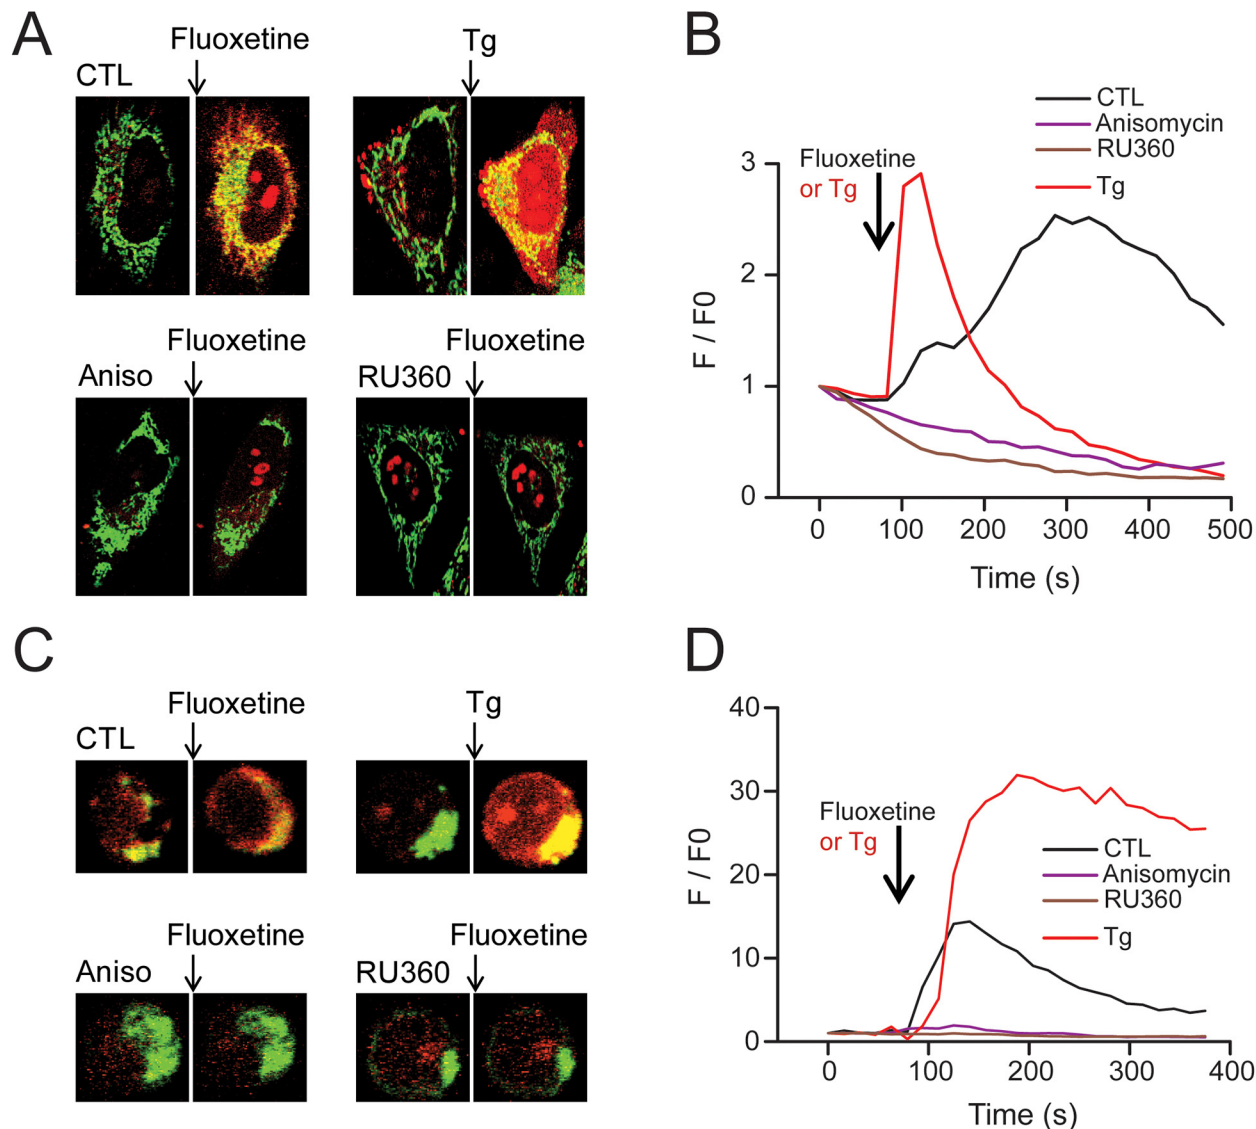 A
Fluoxetine
Tg
CTL
Fluoxetine
Fluoxetine
Aniso
RU360
B
CTL
Anisomycin
RU360
Tg
Fluoxetine
or Tg
3
2
1
0
F / F0
0
100
200
300
400
500
Time (s)
C
Fluoxetine
Tg
CTL
Fluoxetine
Fluoxetine
Aniso
RU360
D
40
30
20
10
0
F / F0
Fluoxetine
or Tg
CTL
Anisomycin
RU360
Tg
0
100
200
300
400
Time (s)